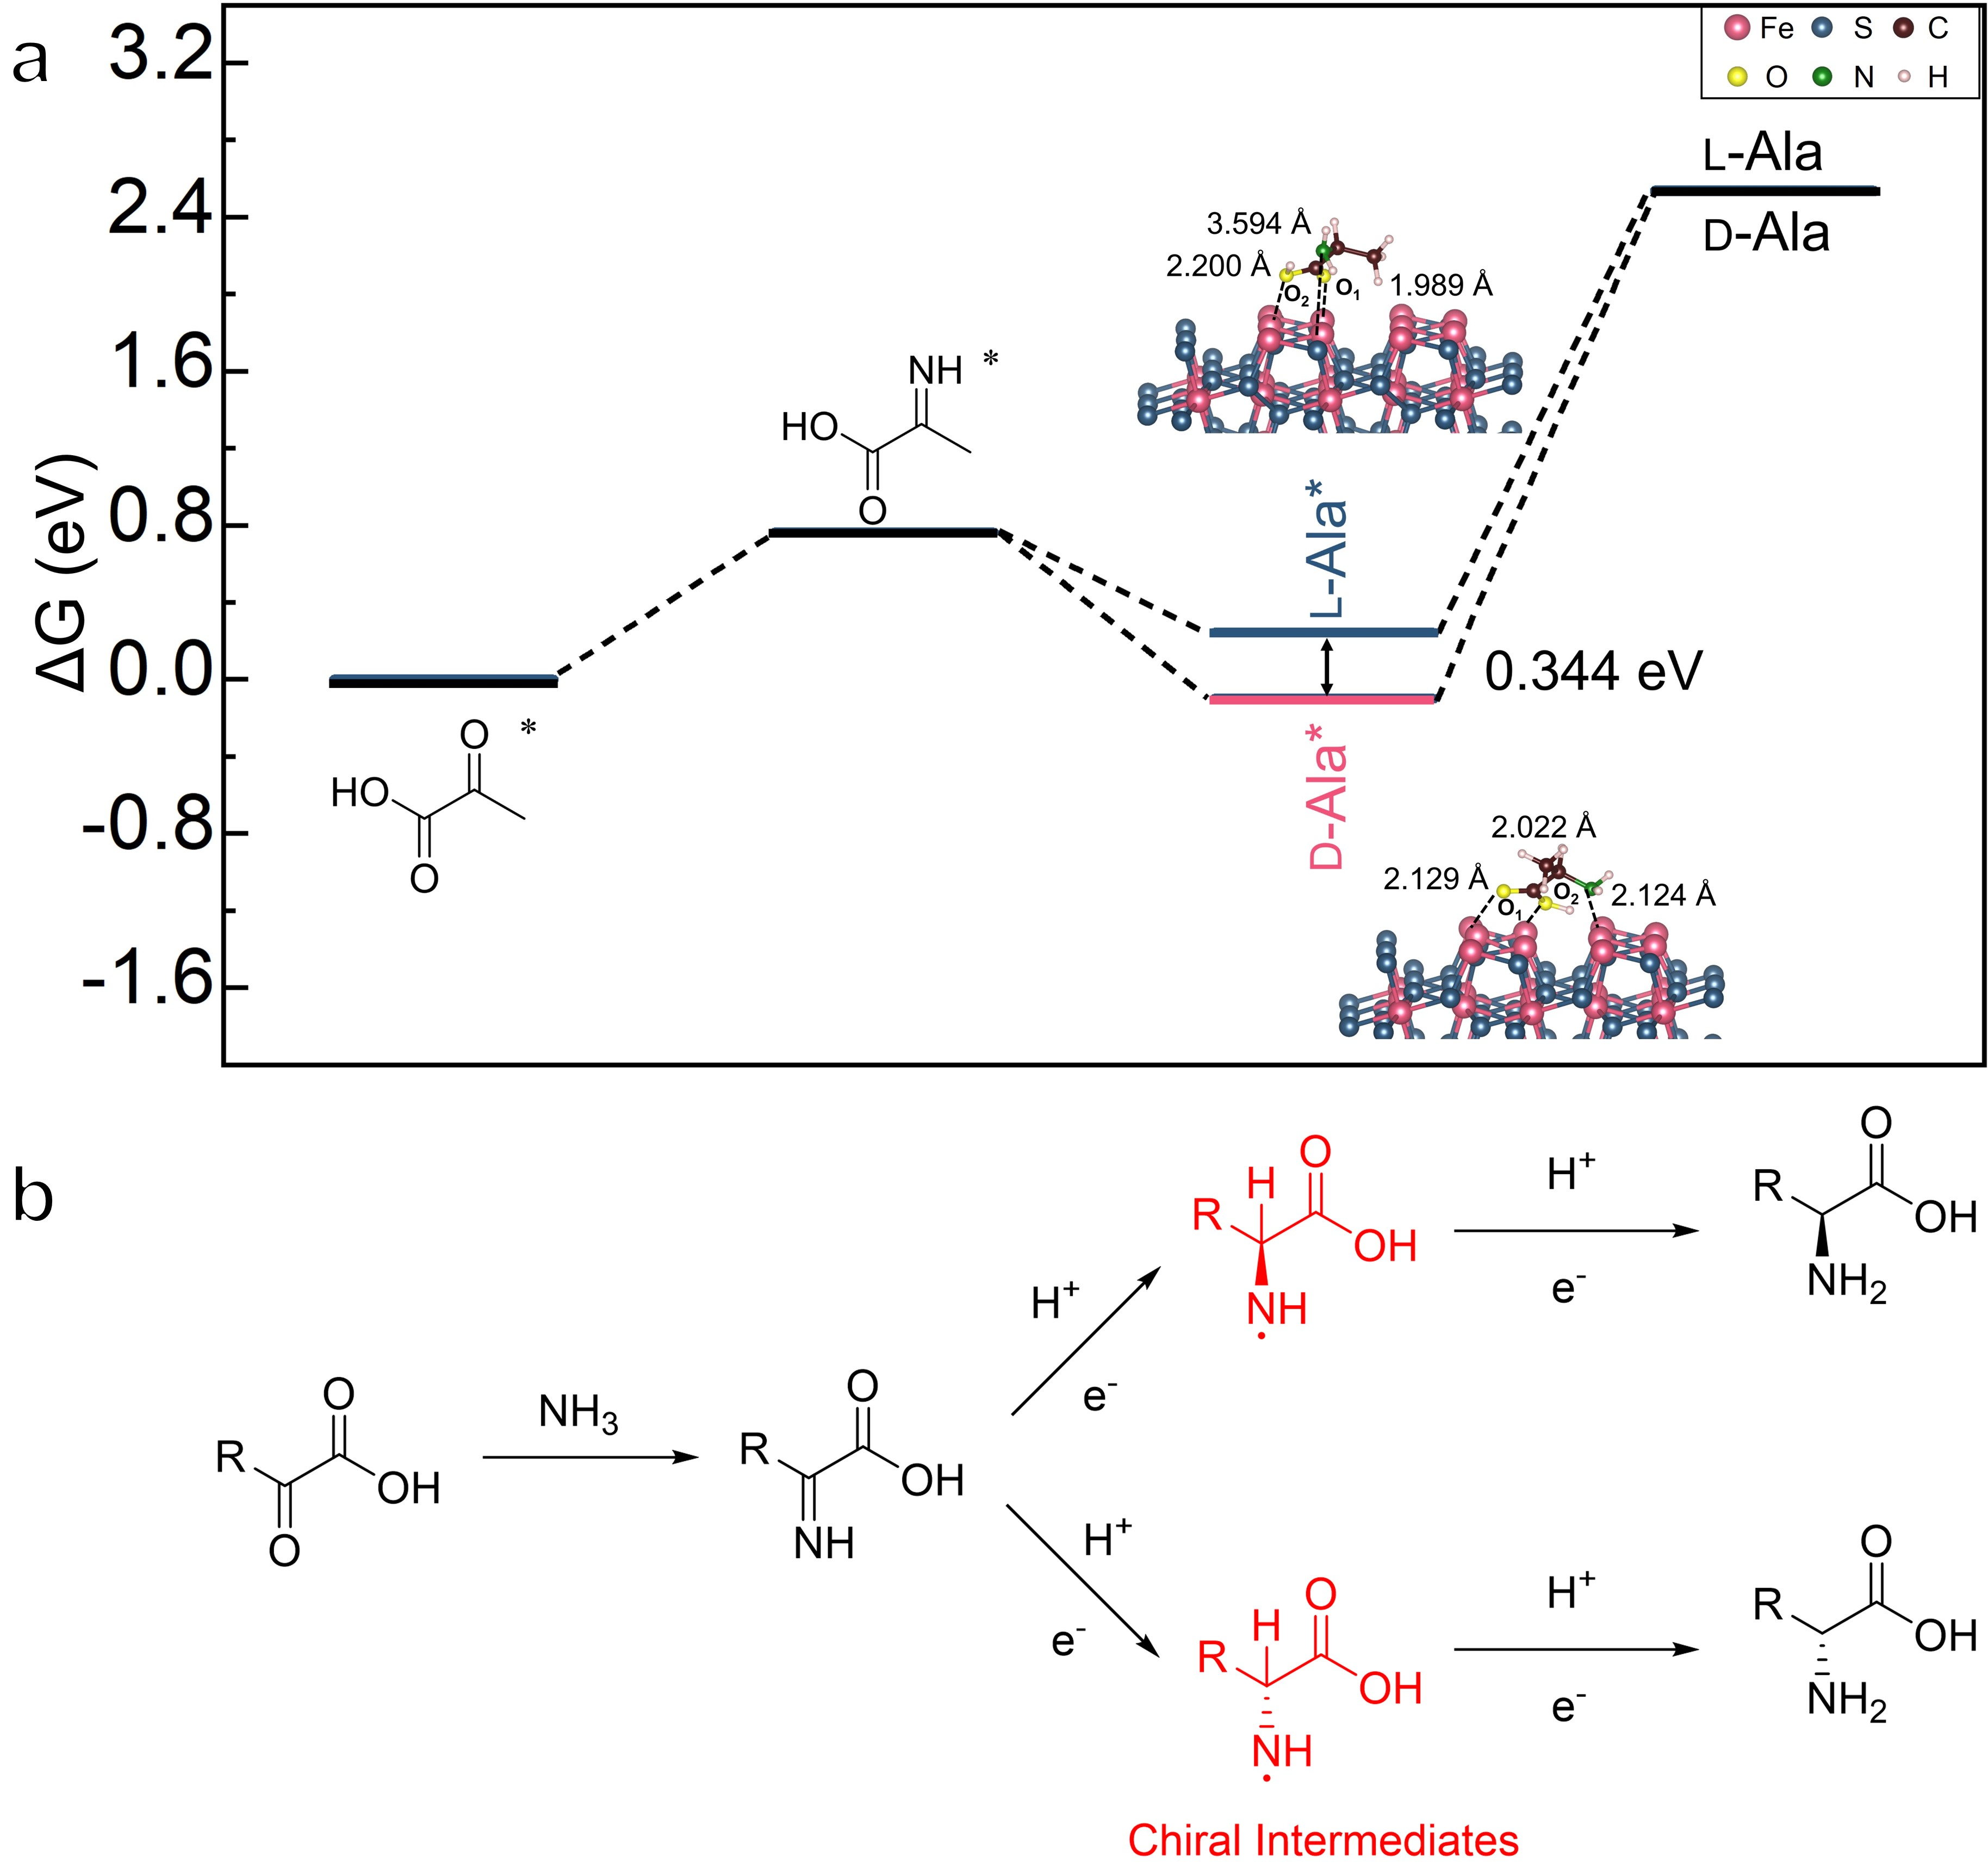 a
ΔG (eV)
3.2
2.4
1.6
0.8
0.0
-0.8
-1.6
Fe S C
O N H
L-Ala
D-Ala
3.594 Å
2.200 Å
1.989 Å
O2 O1
NH *
HO
O
L-Ala*
0.344 eV
D-Ala*
O *
HO
O
2.022 Å
2.129 Å
2.124 Å
O1 O2
b
O
H
R
OH
NH
•
H+
e-
O
R
OH
NH2
H+
e-
O
R
OH
O
NH3
O
R
OH
NH
H+
e-
O
H
R
OH
NH
•
H+
e-
O
R
OH
NH2
Chiral Intermediates